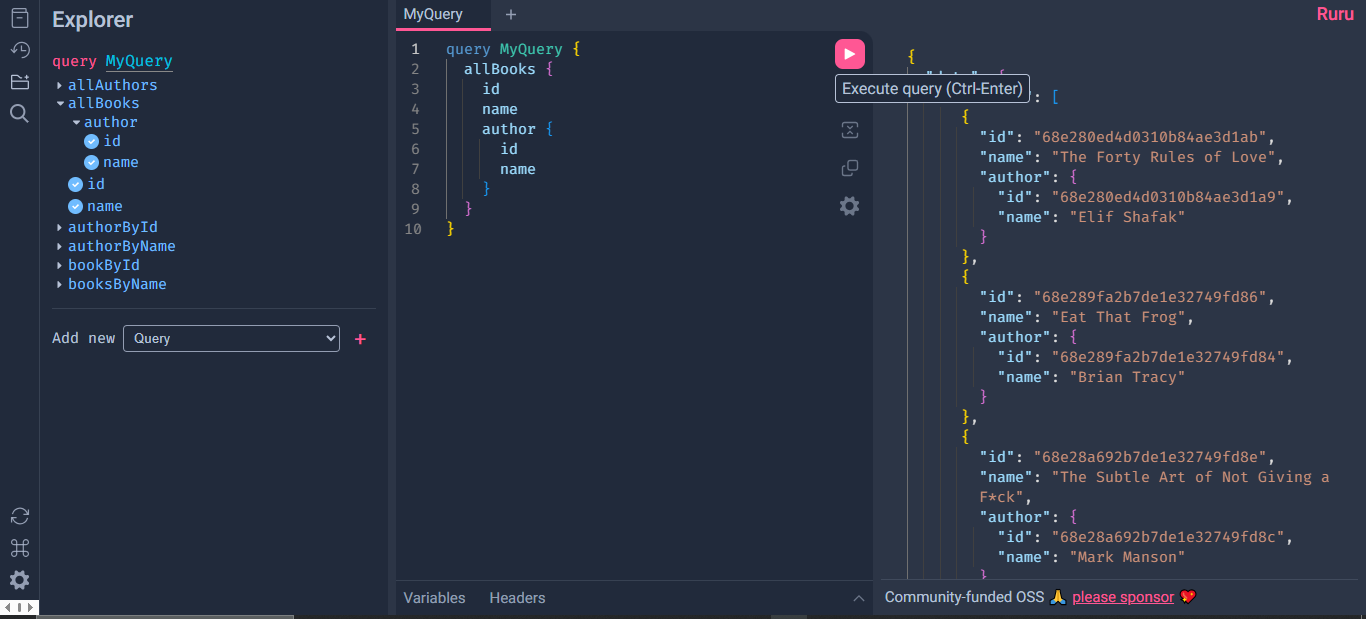 Explorer
query MyQuery
allAuthors
allBooks
author
id
name
id
name
authorById
authorByName
bookById
booksByName
Add new Query +
MyQuery +
1 query MyQuery {
2 allBooks {
3 id
4 name
5 author {
6 id
7 name
8 }
9 }
10 }
Execute query (Ctrl-Enter)
Variables Headers
Ruru
{
: [
{
"id": "68e280ed4d0310b84ae3d1ab",
"name": "The Forty Rules of Love",
"author": {
"id": "68e280ed4d0310b84ae3d1a9",
"name": "Elif Shafak"
}
},
{
"id": "68e289fa2b7de1e32749fd86",
"name": "Eat That Frog",
"author": {
"id": "68e289fa2b7de1e32749fd84",
"name": "Brian Tracy"
}
},
{
"id": "68e28a692b7de1e32749fd8e",
"name": "The Subtle Art of Not Giving a
F*ck",
"author": {
"id": "68e28a692b7de1e32749fd8c",
"name": "Mark Manson"
}
Community-funded OSS 🙏 please sponsor 💖